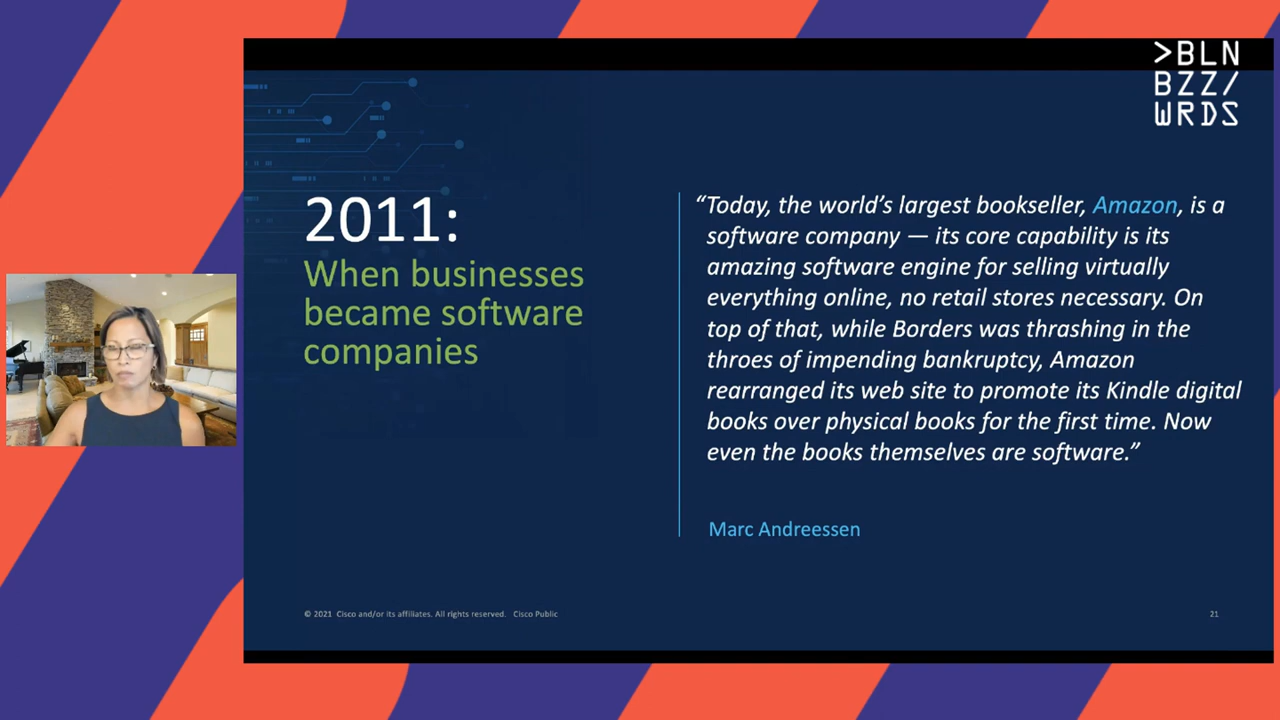 >BLN
BZZ/
WRDS
2011:
When businesses
became software
companies
“Today, the world’s largest bookseller, Amazon, is a
software company — its core capability is its
amazing software engine for selling virtually
everything online, no retail stores necessary. On
top of that, while Borders was thrashing in the
throes of impending bankruptcy, Amazon
rearranged its web site to promote its Kindle digital
books over physical books for the first time. Now
even the books themselves are software.”
Marc Andreessen
© 2021 Cisco and/or its affiliates. All rights reserved. Cisco Public
21